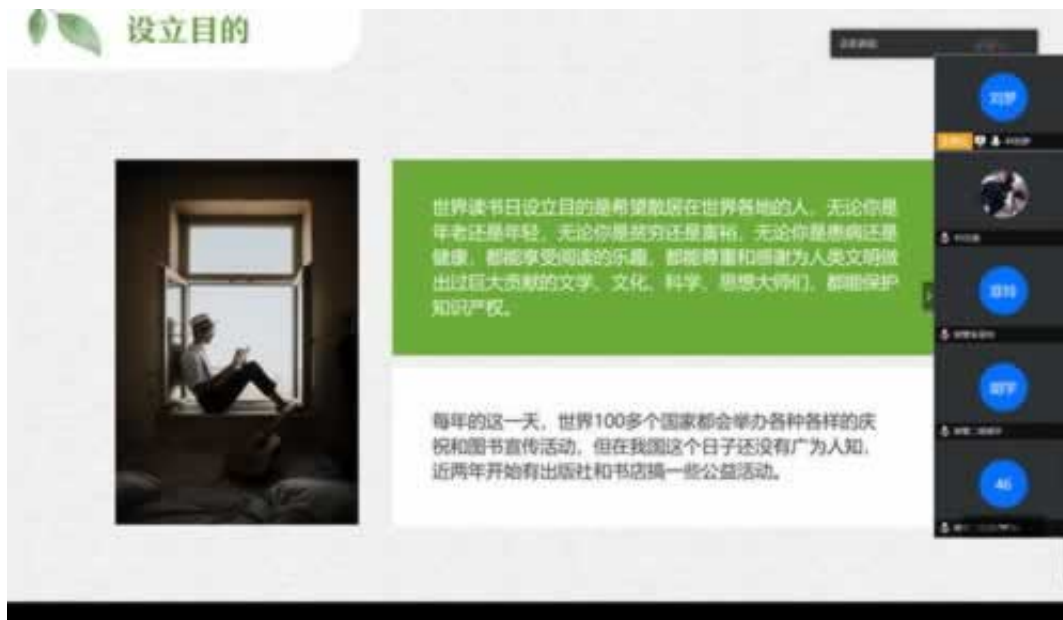 设立目的
世界读书日设立目的是希望散居在世界各地的人，无论你是
年老还是年轻，无论你是贫穷还是富裕，无论你是患病还是
健康，都能享受阅读的乐趣，都能尊重和感谢为人类文明做
出过巨大贡献的文学、文化、科学、思想大师们，都能保护
知识产权。
每年的这一天，世界100多个国家都会举办各种各样的庆
祝和图书宣传活动，但在我国这个日子还没有广为人知，
近两年开始有出版社和书店搞一些公益活动。
刘梦
46